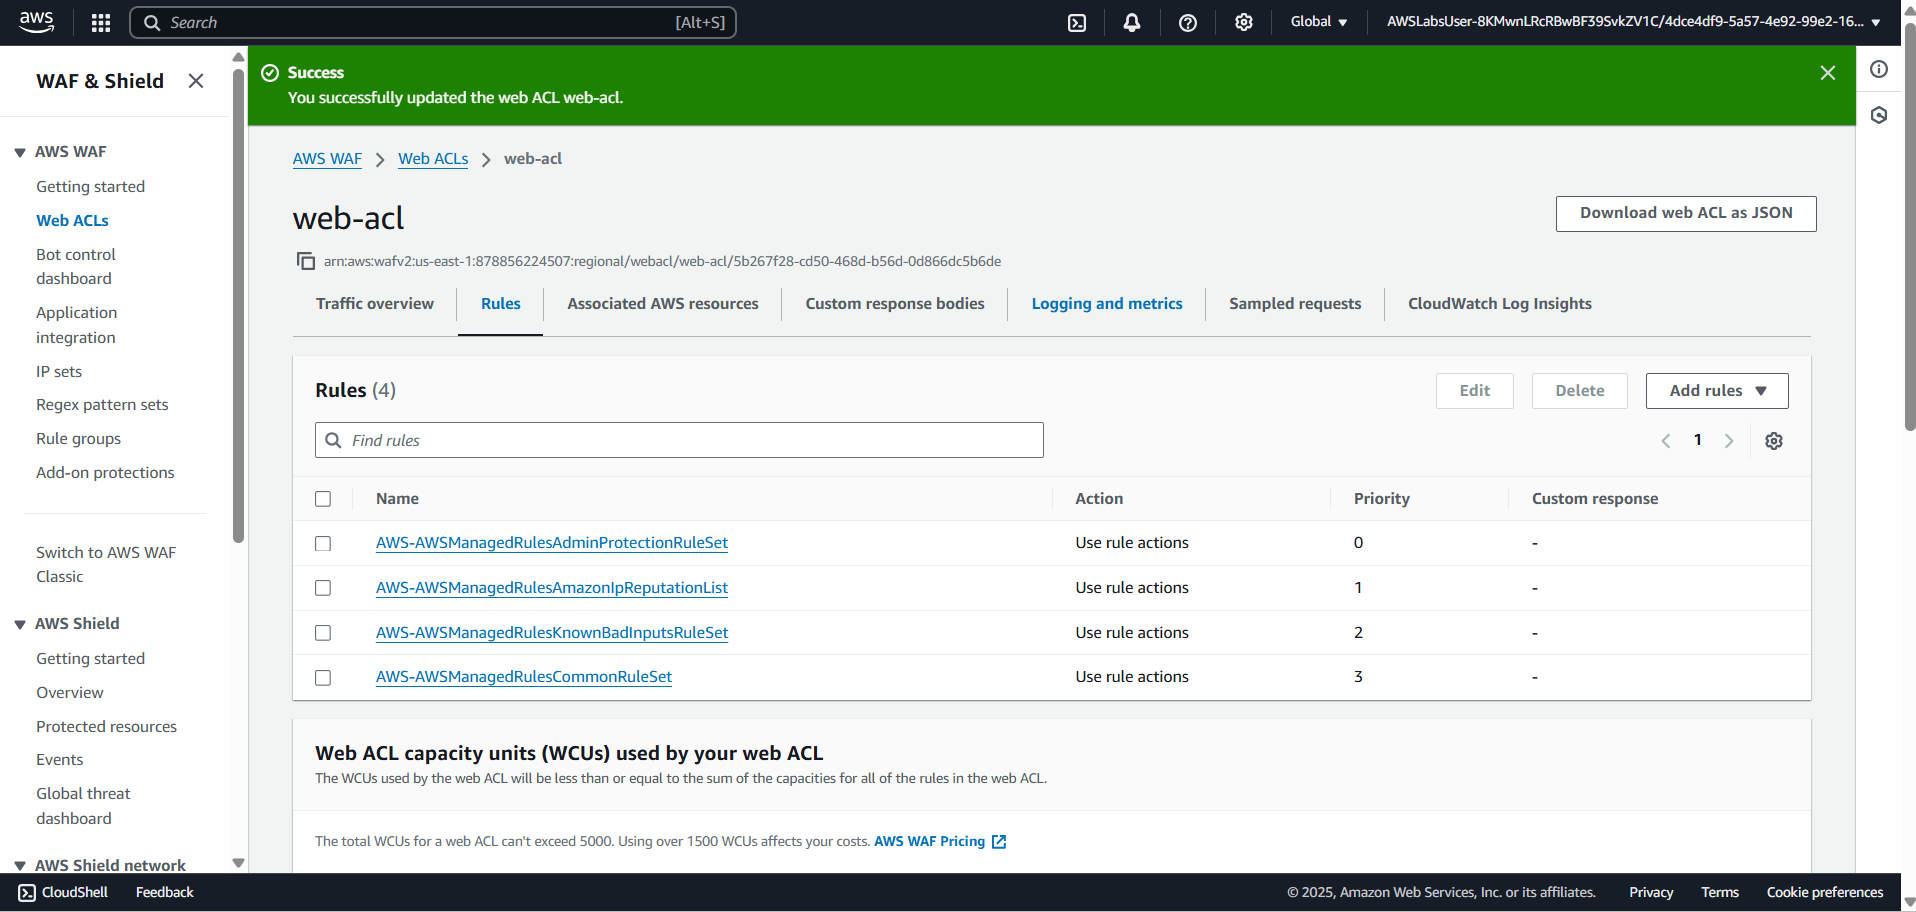 aws
Search
[Alt+S]
Global
AWSLabsUser-8KMwnLRcRBwBF39SvkZV1C/4dce4df9-5a57-4e92-99e2-16...
WAF & Shield
AWS WAF
Getting started
Web ACLs
Bot control
dashboard
Application
integration
IP sets
Regex pattern sets
Rule groups
Add-on protections
Switch to AWS WAF
Classic
AWS Shield
Getting started
Overview
Protected resources
Events
Global threat
dashboard
AWS Shield network
Success
You successfully updated the web ACL web-acl.
AWS WAF > Web ACLs > web-acl
web-acl
Download web ACL as JSON
arn:aws:wafv2:us-east-1:878856224507:regional/webacl/web-acl/5b267f28-cd50-468d-b56d-0d866dc5b6de
Traffic overview
Rules
Associated AWS resources
Custom response bodies
Logging and metrics
Sampled requests
CloudWatch Log Insights
Rules (4)
Edit
Delete
Add rules
Find rules
1
Name Action Priority Custom response
AWS-AWSManagedRulesAdminProtectionRuleSet Use rule actions 0 -
AWS-AWSManagedRulesAmazonIpReputationList Use rule actions 1 -
AWS-AWSManagedRulesKnownBadInputsRuleSet Use rule actions 2 -
AWS-AWSManagedRulesCommonRuleSet Use rule actions 3 -
Web ACL capacity units (WCUs) used by your web ACL
The WCUs used by the web ACL will be less than or equal to the sum of the capacities for all of the rules in the web ACL.
The total WCUs for a web ACL can't exceed 5000. Using over 1500 WCUs affects your costs. AWS WAF Pricing
CloudShell
Feedback
© 2025, Amazon Web Services, Inc. or its affiliates.
Privacy
Terms
Cookie preferences